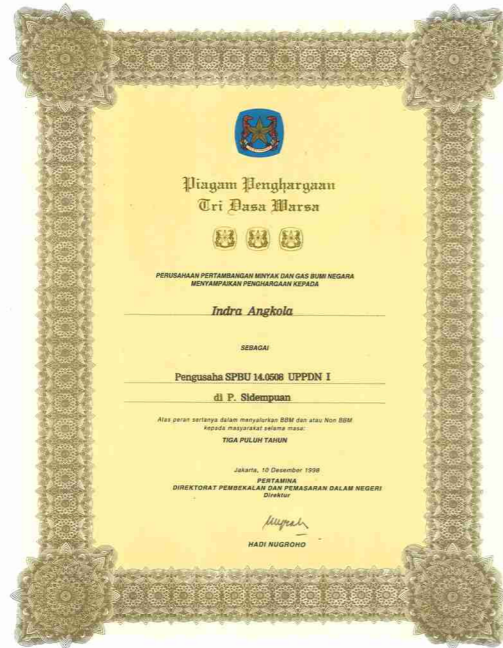 Piagam Penghargaan
Tri Dasa Warsa
PERUSAHAAN PERTAMBANGAN MINYAK DAN GAS BUMI NEGARA
MENYAMPAIKAN PENGHARGAAN KEPADA
Indra Angkola
SEBAGAI
Pengusaha SPBU 14.0508 UPPDN I
di P. Sidempuan
Atas peran sertanya dalam menyalurkan BBM dan atau Non BBM
kepada masyarakat selama masa:
TIGA PULUH TAHUN
Jakarta, 10 Desember 1998
PERTAMINA
DIREKTORAT PEMBEKALAN DAN PEMASARAN DALAM NEGERI
Direktur
HADI NUGROHO